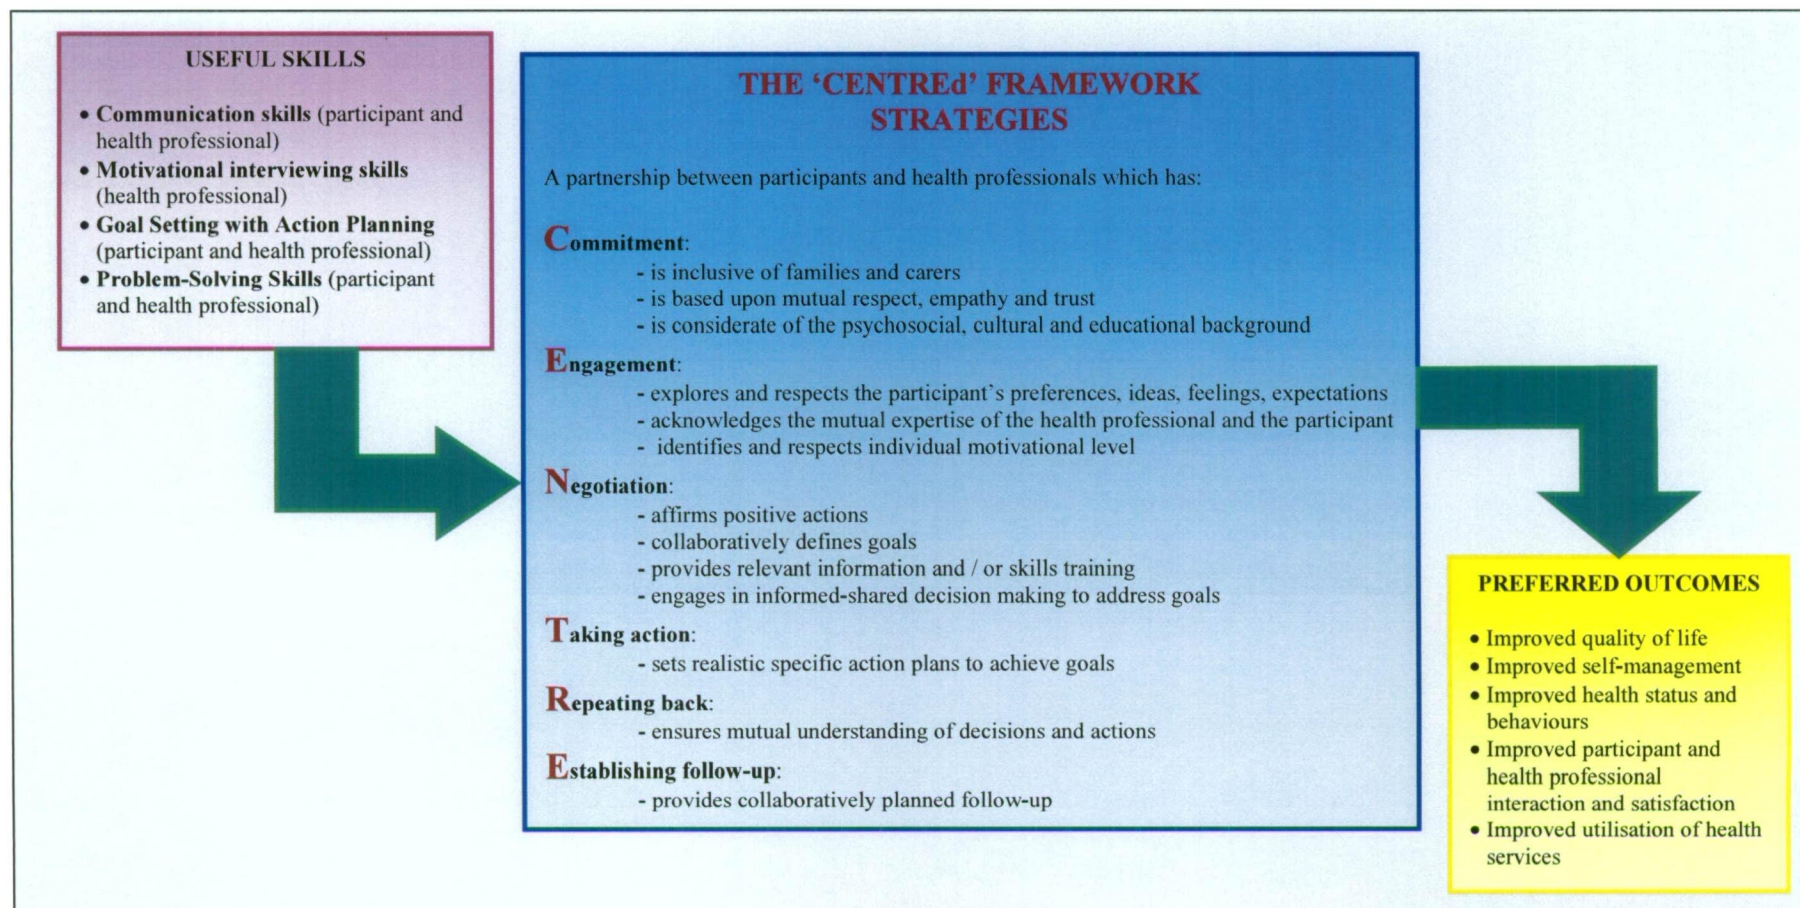 USEFUL SKILLS
• Communication skills (participant and
health professional)
• Motivational interviewing skills
(health professional)
• Goal Setting with Action Planning
(participant and health professional)
• Problem-Solving Skills (participant
and health professional)
THE ‘CENTREd’ FRAMEWORK
STRATEGIES
A partnership between participants and health professionals which has:
Commitment:
- is inclusive of families and carers
- is based upon mutual respect, empathy and trust
- is considerate of the psychosocial, cultural and educational background
Engagement:
- explores and respects the participant’s preferences, ideas, feelings, expectations
- acknowledges the mutual expertise of the health professional and the participant
- identifies and respects individual motivational level
Negotiation:
- affirms positive actions
- collaboratively defines goals
- provides relevant information and / or skills training
- engages in informed-shared decision making to address goals
Taking action:
- sets realistic specific action plans to achieve goals
Repeating back:
- ensures mutual understanding of decisions and actions
Establishing follow-up:
- provides collaboratively planned follow-up
PREFERRED OUTCOMES
• Improved quality of life
• Improved self-management
• Improved health status and
behaviours
• Improved participant and
health professional
interaction and satisfaction
• Improved utilisation of health
services